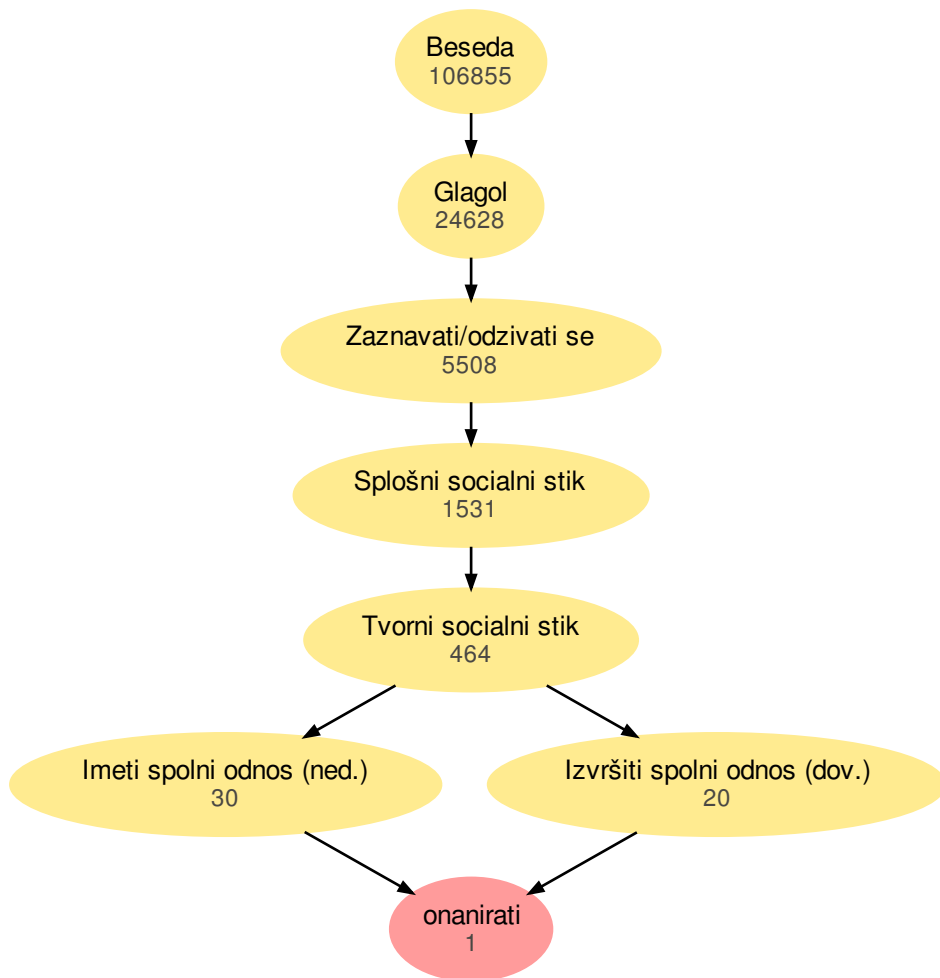 Beseda
106855
Glagol
24628
Zaznavati/odzivati se
5508
Splošni socialni stik
1531
Tvorni socialni stik
464
Imeti spolni odnos (ned.)
30
Izvršiti spolni odnos (dov.)
20
onanirati
1